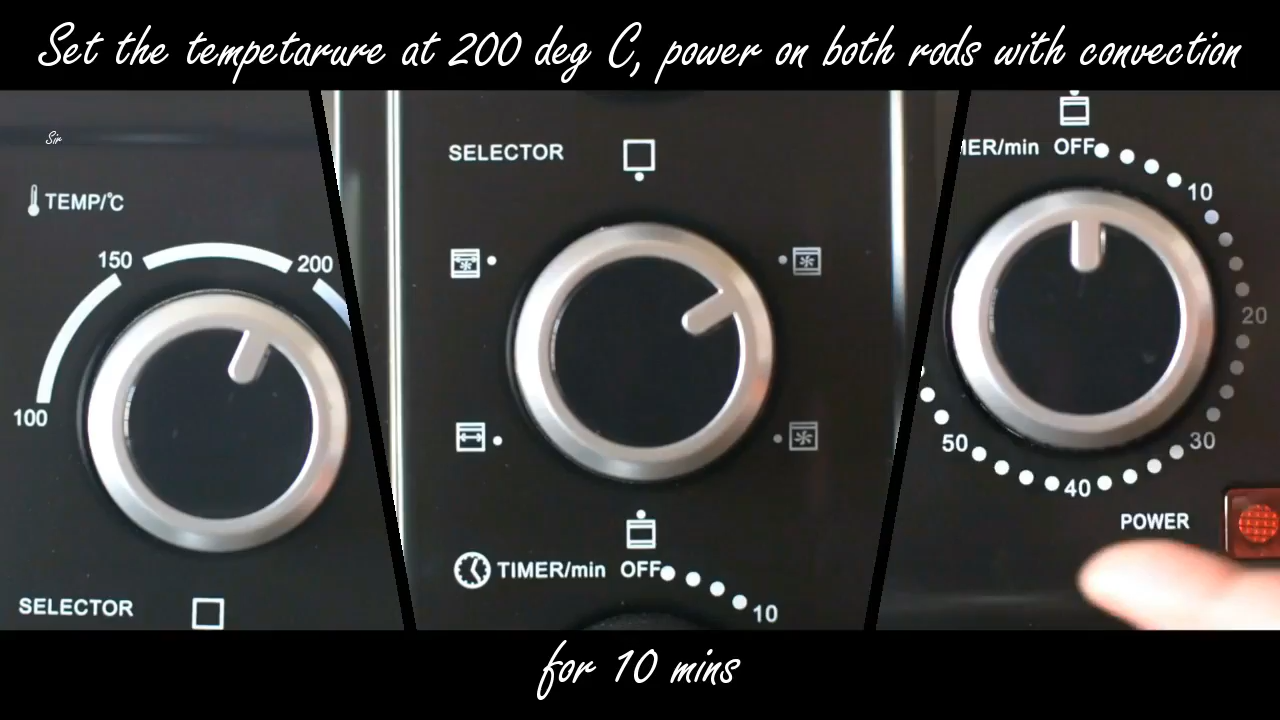 Set the tempetarure at 200 deg C, power on both rods with convection
Sir
TEMP/°C
150
200
100
SELECTOR
SELECTOR
TIMER/min OFF
10
MER/min OFF
10
20
30
40
50
POWER
for 10 mins